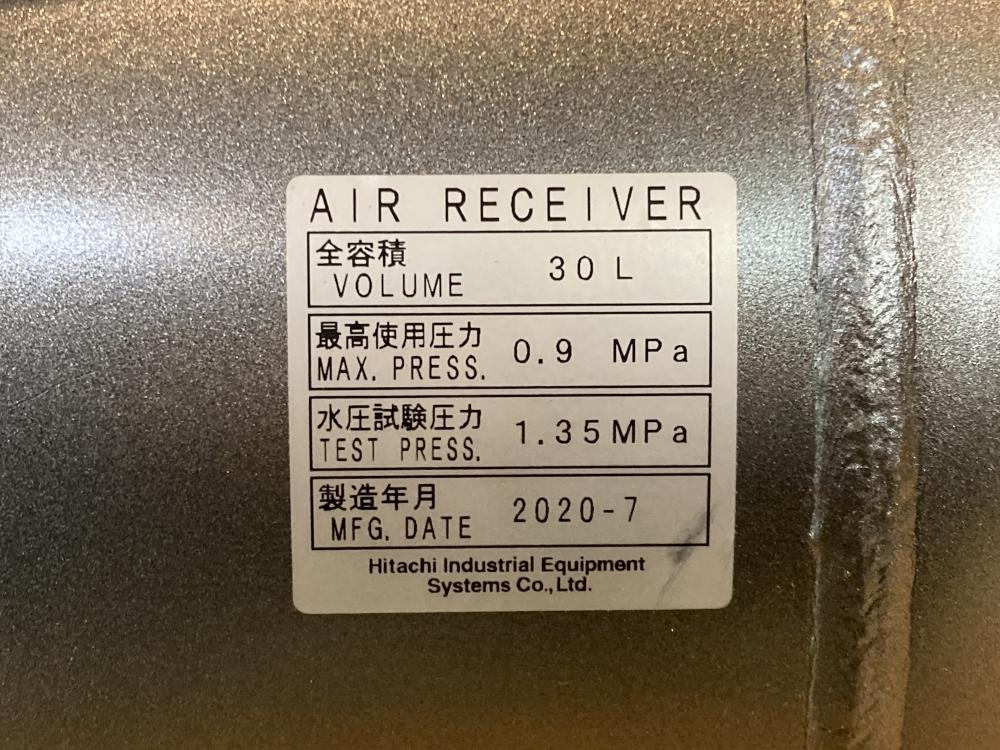 AIR RECEIVER
全容積
VOLUME
30 L
最高使用圧力
MAX. PRESS.
0.9 MPa
水圧試験圧力
TEST PRESS.
1.35MPa
製造年月
MFG. DATE
2020-7
Hitachi Industrial Equipment
Systems Co., Ltd.